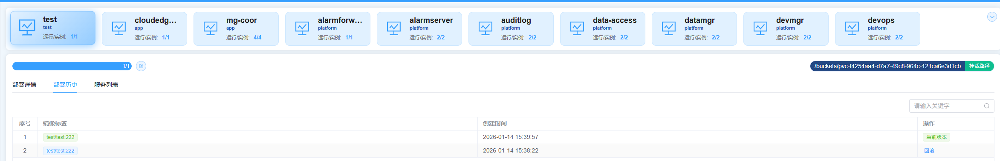 test
test
运行/实例: 1/1
cloudedg...
app
运行/实例: 1/1
mg-coor
app
运行/实例: 4/4
alarmforw...
platform
运行/实例: 1/1
alarmserver
platform
运行/实例: 2/2
auditlog
platform
运行/实例: 2/2
data-access
platform
运行/实例: 2/2
datamgr
platform
运行/实例: 2/2
devmgr
platform
运行/实例: 2/2
devops
platform
运行/实例: 2/2
1/1
/buckets/pvc-f4254aa4-d7a7-49c8-964c-121ca6e3d1cb 挂载路径
部署详情 部署历史 服务列表
请输入关键字
序号 镜像标签 创建时间 操作
1 test/test:222 2026-01-14 15:39:57 当前版本
2 test/test:222 2026-01-14 15:38:22 回滚